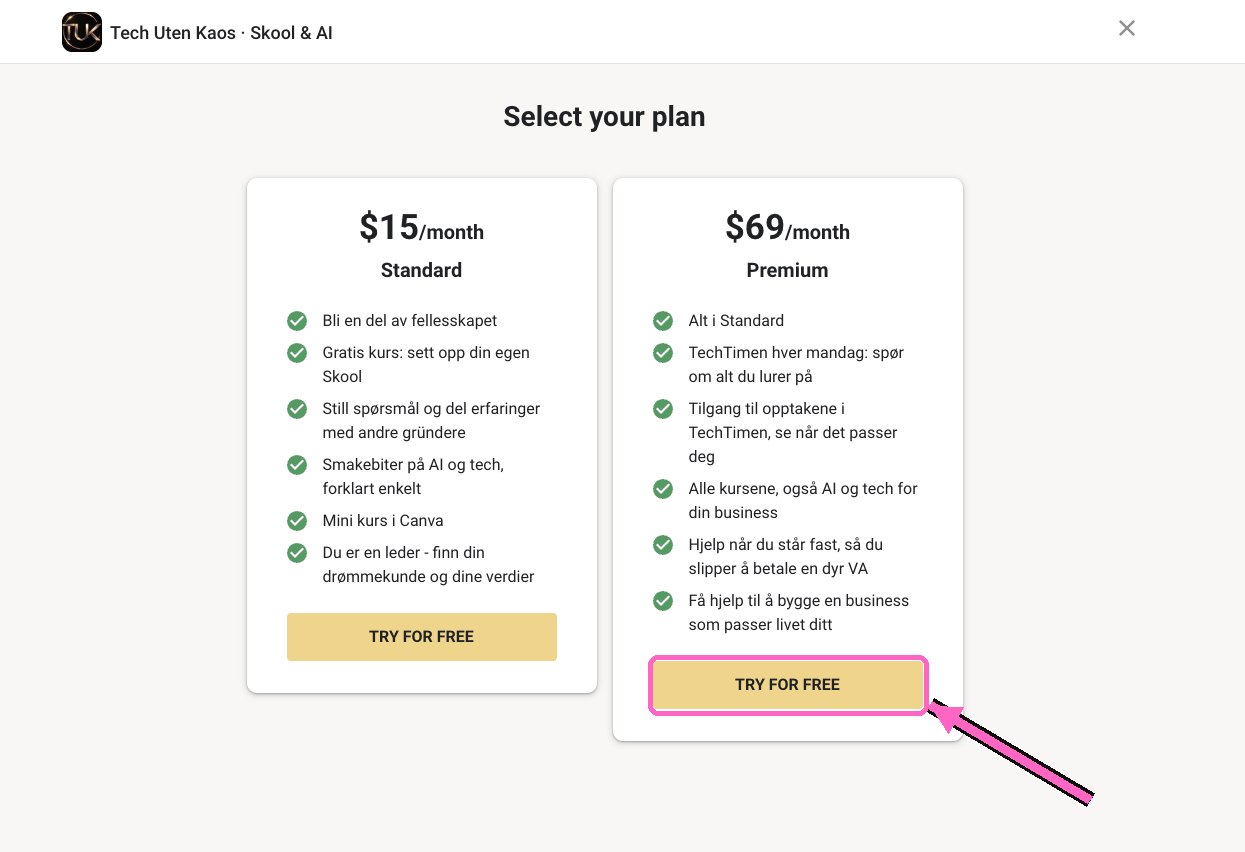 TUK
Tech Uten Kaos · Skool & AI
Select your plan
$15/month
Standard
Bli en del av fellesskapet
Gratis kurs: sett opp din egen
Skool
Still spørsmål og del erfaringer
med andre gründere
Smakebiter på AI og tech,
forklart enkelt
Mini kurs i Canva
Du er en leder - finn din
drømmekunde og dine verdier
TRY FOR FREE
$69/month
Premium
Alt i Standard
TechTimen hver mandag: spør
om alt du lurer på
Tilgang til opptakene i
TechTimen, se når det passer
deg
Alle kursene, også AI og tech for
din business
Hjelp når du står fast, så du
slipper å betale en dyr VA
Få hjelp til å bygge en business
som passer livet ditt
TRY FOR FREE